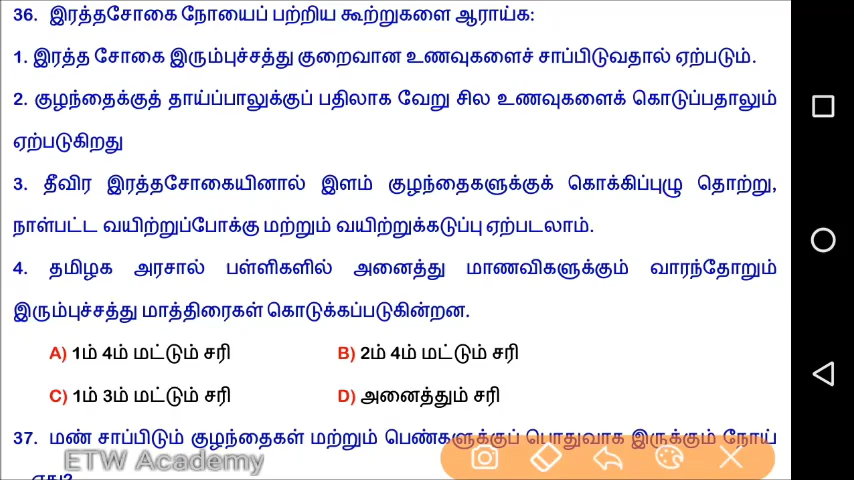 36. இரத்தசோகை நோயைப் பற்றிய கூற்றுகளை ஆராய்க:
1. இரத்த சோகை இரும்புச்சத்து குறைவான உணவுகளைச் சாப்பிடுவதால் ஏற்படும்.
2. குழந்தைக்குத் தாய்ப்பாலுக்குப் பதிலாக வேறு சில உணவுகளைக் கொடுப்பதாலும்
ஏற்படுகிறது
3. தீவிர இரத்தசோகையினால் இளம் குழந்தைகளுக்குக் கொக்கிப்புழு தொற்று,
நாள்பட்ட வயிற்றுப்போக்கு மற்றும் வயிற்றுக்கடுப்பு ஏற்படலாம்.
4. தமிழக அரசால் பள்ளிகளில் அனைத்து மாணவிகளுக்கும் வாரந்தோறும்
இரும்புச்சத்து மாத்திரைகள் கொடுக்கப்படுகின்றன.
A) 1ம் 4ம் மட்டும் சரி B) 2ம் 4ம் மட்டும் சரி
C) 1ம் 3ம் மட்டும் சரி D) அனைத்தும் சரி
37. மண் சாப்பிடும் குழந்தைகள் மற்றும் பெண்களுக்குப் பொதுவாக இருக்கும் நோய்
ETW Academy